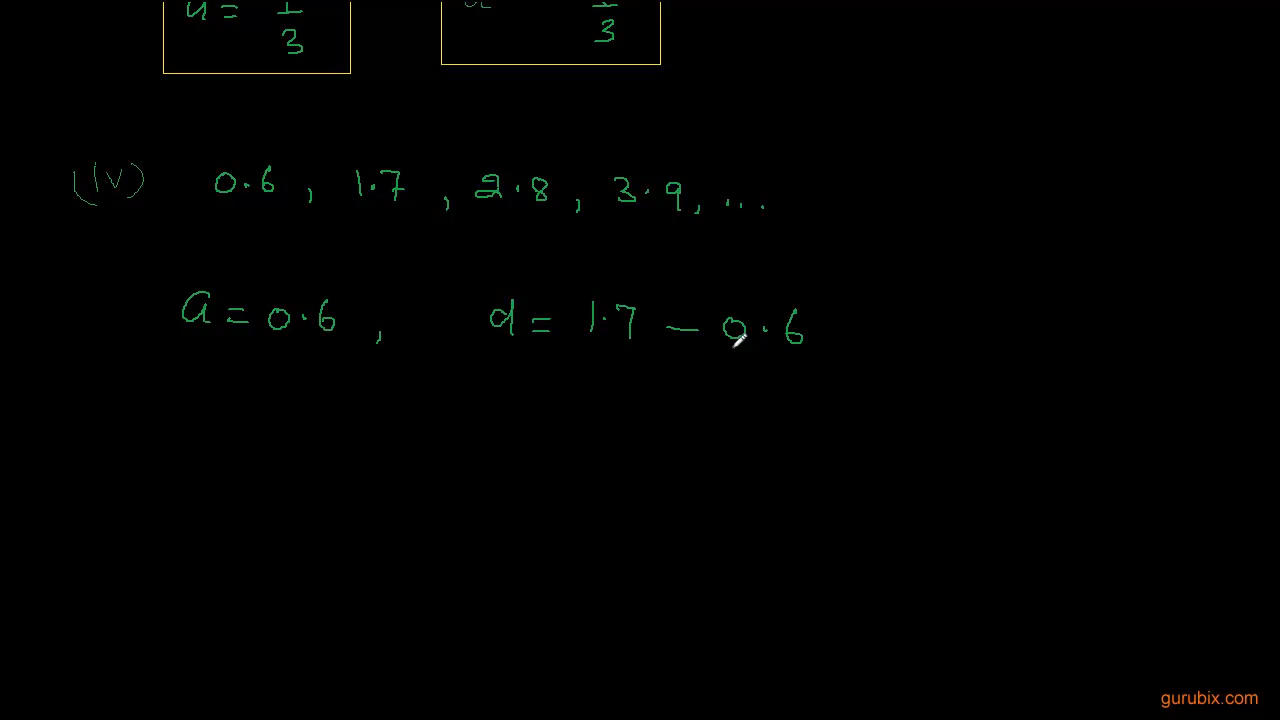 a = 1/3
3
(iv) 0.6, 1.7, 2.8, 3.9, ...
a = 0.6, d = 1.7 - 0.6
gurubix.com